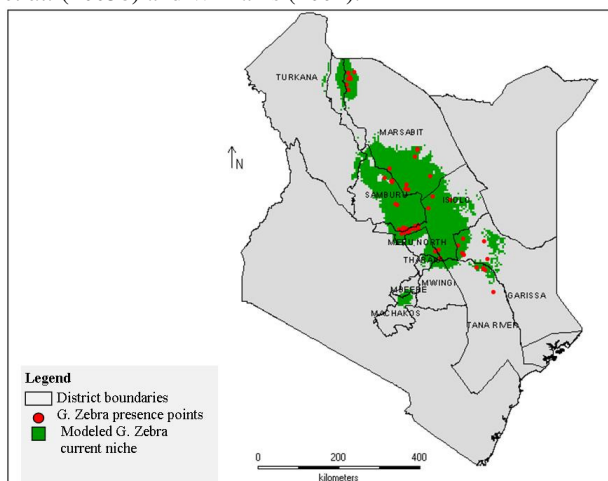 TURKANA
MARSABIT
N
SAMBURU
ISIOLO
MERU NORTH
THARAKA
MWINGI
MBEERE
GARISSA
MACHAKOS
TANA RIVER
Legend
District boundaries
G. Zebra presence points
Modeled G. Zebra
current niche
0 200 400
kilometers